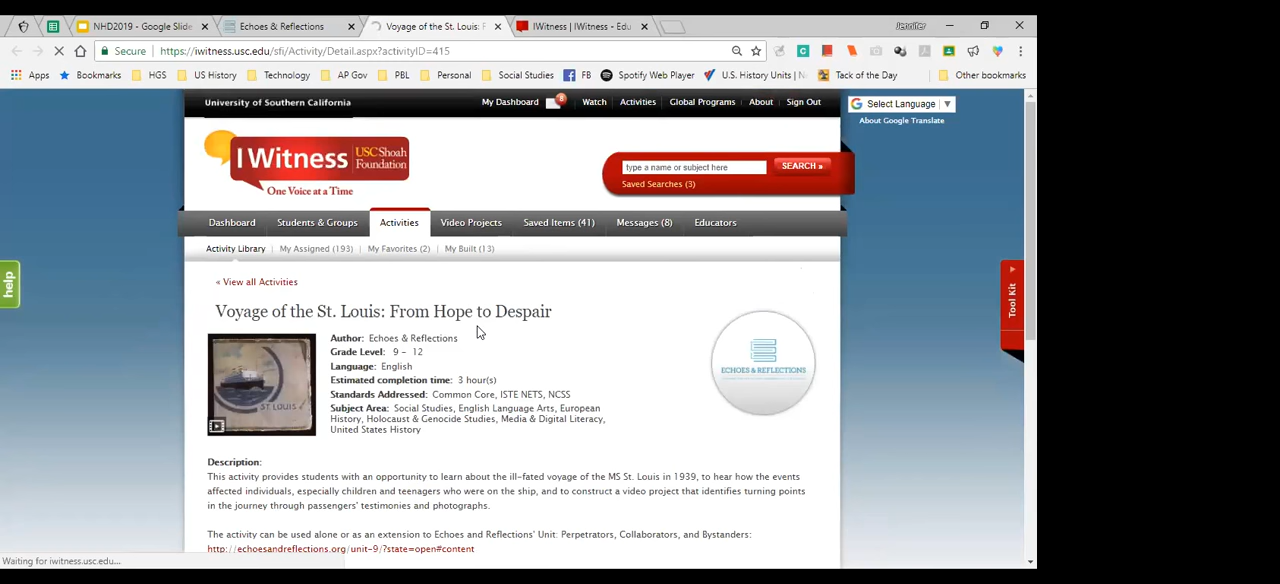 NHD2019 - Google Slide
Echoes & Reflections
Voyage of the St. Louis: F
IWitness | IWitness - Edu
Jennifer
Secure
https://iwitness.usc.edu/sfi/Activity/Detail.aspx?activityID=415
Apps
Bookmarks
HGS
US History
Technology
AP Gov
PBL
Personal
Social Studies
FB
Spotify Web Player
U.S. History Units | N
Tack of the Day
Other bookmarks
University of Southern California
My Dashboard
8
Watch
Activities
Global Programs
About
Sign Out
Select Language
About Google Translate
IWitness
USC Shoah
Foundation
One Voice at a Time
type a name or subject here
SEARCH »
Saved Searches (3)
Dashboard
Students & Groups
Activities
Video Projects
Saved Items (41)
Messages (8)
Educators
Activity Library
My Assigned (193)
My Favorites (2)
My Built (13)
help
Tool Kit
« View all Activities
Voyage of the St. Louis: From Hope to Despair
ST. LOUIS
Author: Echoes & Reflections
Grade Level: 9 - 12
Language: English
Estimated completion time: 3 hour(s)
Standards Addressed: Common Core, ISTE NETS, NCSS
Subject Area: Social Studies, English Language Arts, European
History, Holocaust & Genocide Studies, Media & Digital Literacy,
United States History
ECHOES & REFLECTIONS
Description:
This activity provides students with an opportunity to learn about the ill-fated voyage of the MS St. Louis in 1939, to hear how the events
affected individuals, especially children and teenagers who were on the ship, and to construct a video project that identifies turning points
in the journey through passengers' testimonies and photographs.
The activity can be used alone or as an extension to Echoes and Reflections' Unit: Perpetrators, Collaborators, and Bystanders:
http://echoesandreflections.org/unit-9/?state=open#content
Waiting for iwitness.usc.edu...